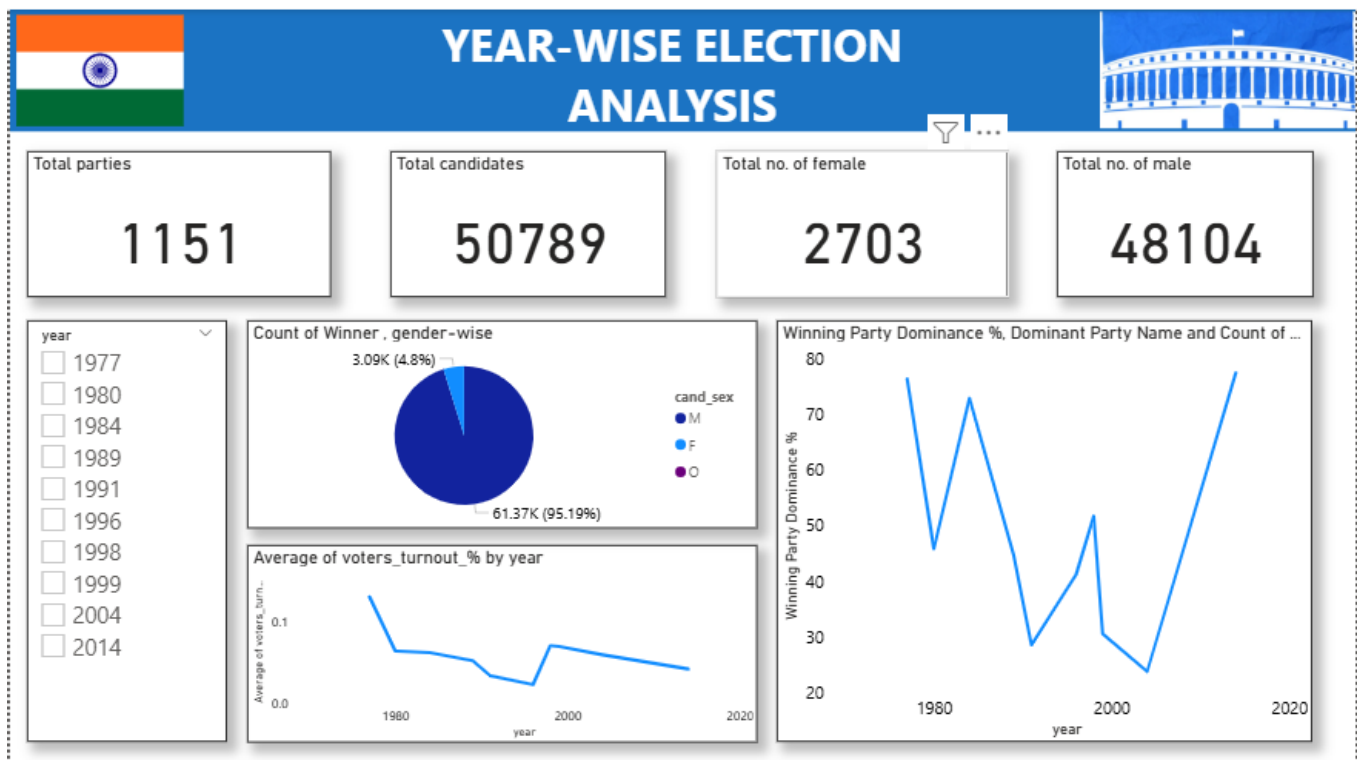 YEAR-WISE ELECTION
ANALYSIS
Total parties
1151
Total candidates
50789
Total no. of female
2703
Total no. of male
48104
year
1977
1980
1984
1989
1991
1996
1998
1999
2004
2014
Count of Winner , gender-wise
3.09K (4.8%)
61.37K (95.19%)
cand_sex
M
F
O
Average of voters_turnout_% by year
Average of voters_turn...
0.1
0.0
1980
2000
2020
year
Winning Party Dominance %, Dominant Party Name and Count of ...
Winning Party Dominance %
80
70
60
50
40
30
20
1980
2000
2020
year